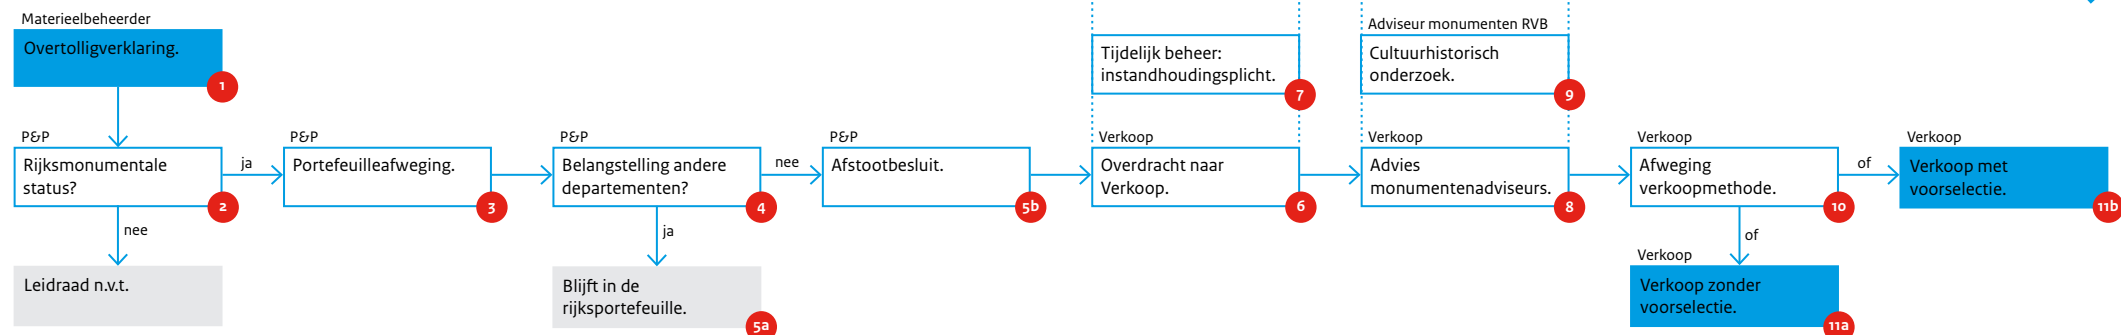 Materieelbeheerder
Overtolligverklaring.
1
P&P
Rijksmonumentale
status?
2
ja
nee
Leidraad n.v.t.
P&P
Portefeuilleafweging.
3
P&P
Belangstelling andere
departementen?
4
nee
ja
Blijft in de
rijksportefeuille.
5a
P&P
Afstootbesluit.
5b
Verkoop
Overdracht naar
Verkoop.
6
Tijdelijk beheer:
instandhoudingsplicht.
7
Verkoop
Advies
monumentenadviseurs.
8
Adviseur monumenten RVB
Cultuurhistorisch
onderzoek.
9
Verkoop
Afweging
verkoopmethode.
10
of
of
Verkoop
Verkoop zonder
voorselectie.
11a
Verkoop
Verkoop met
voorselectie.
11b